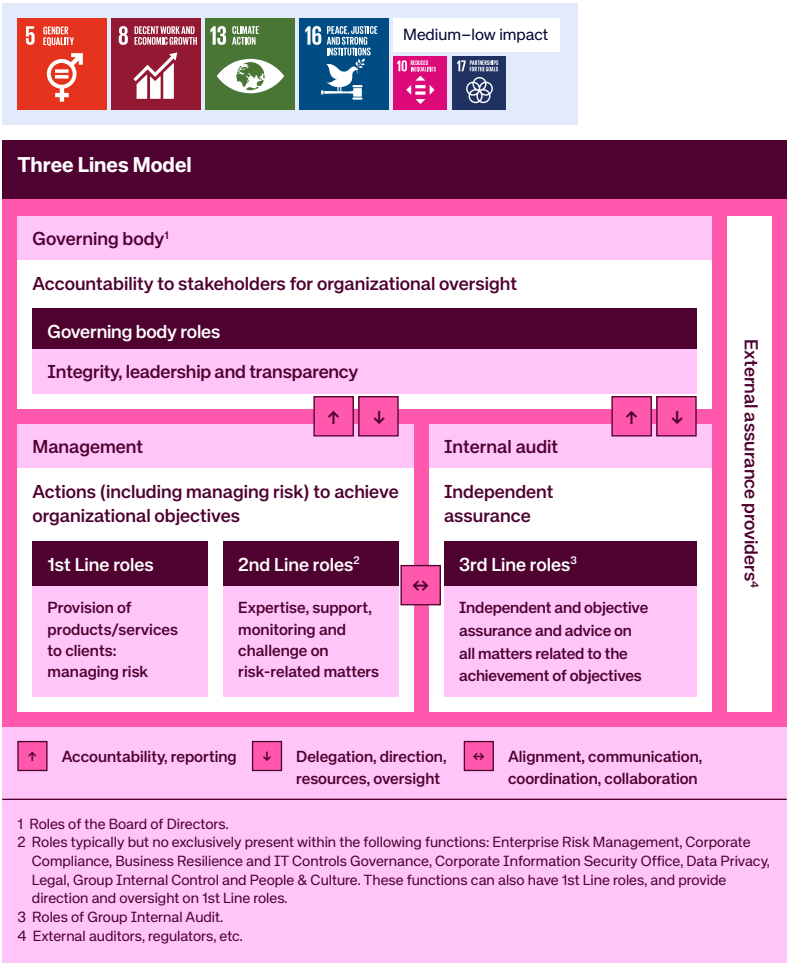 5 GENDER
EQUALITY
8 DECENT WORK AND
ECONOMIC GROWTH
13 CLIMATE
ACTION
16 PEACE, JUSTICE
AND STRONG
INSTITUTIONS
Medium–low impact
10 REDUCED
INEQUALITIES
17 PARTNERSHIPS
FOR THE GOALS
Three Lines Model
Governing body¹
Accountability to stakeholders for organizational oversight
Governing body roles
Integrity, leadership and transparency
↑ ↓
↑ ↓
Management
Actions (including managing risk) to achieve
organizational objectives
1st Line roles
Provision of
products/services
to clients:
managing risk
2nd Line roles²
Expertise, support,
monitoring and
challenge on
risk-related matters
↔
Internal audit
Independent
assurance
3rd Line roles³
Independent and objective
assurance and advice on
all matters related to the
achievement of objectives
External assurance providers⁴
↑ Accountability, reporting
↓ Delegation, direction,
resources, oversight
↔ Alignment, communication,
coordination, collaboration
1 Roles of the Board of Directors.
2 Roles typically but no exclusively present within the following functions: Enterprise Risk Management, Corporate
Compliance, Business Resilience and IT Controls Governance, Corporate Information Security Office, Data Privacy,
Legal, Group Internal Control and People & Culture. These functions can also have 1st Line roles, and provide
direction and oversight on 1st Line roles.
3 Roles of Group Internal Audit.
4 External auditors, regulators, etc.